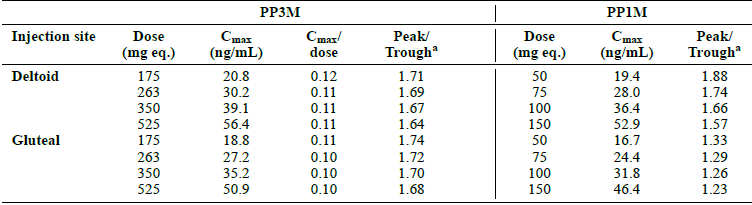 PP3M PP1M
Injection site Dose (mg eq.) Cmax (ng/mL) Cmax/ dose Peak/ Trougha Dose (mg eq.) Cmax (ng/mL) Peak/ Trougha
Deltoid 175 20.8 0.12 1.71 50 19.4 1.88
263 30.2 0.11 1.69 75 28.0 1.74
350 39.1 0.11 1.67 100 36.4 1.66
525 56.4 0.11 1.64 150 52.9 1.57
Gluteal 175 18.8 0.11 1.74 50 16.7 1.33
263 27.2 0.10 1.72 75 24.4 1.29
350 35.2 0.10 1.70 100 31.8 1.26
525 50.9 0.10 1.68 150 46.4 1.23